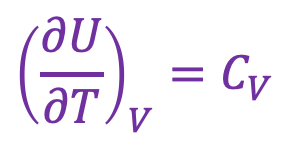 (∂U/∂T)_V = C_V